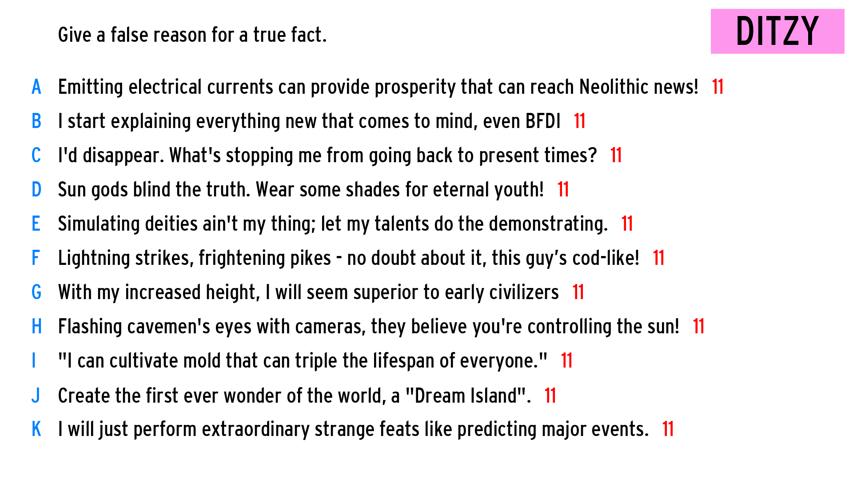 Give a false reason for a true fact.
DITZY
A Emitting electrical currents can provide prosperity that can reach Neolithic news! 11
B I start explaining everything new that comes to mind, even BFDI 11
C I'd disappear. What's stopping me from going back to present times? 11
D Sun gods blind the truth. Wear some shades for eternal youth! 11
E Simulating deities ain't my thing; let my talents do the demonstrating. 11
F Lightning strikes, frightening pikes - no doubt about it, this guy’s cod-like! 11
G With my increased height, I will seem superior to early civilizers 11
H Flashing cavemen's eyes with cameras, they believe you're controlling the sun! 11
I "I can cultivate mold that can triple the lifespan of everyone." 11
J Create the first ever wonder of the world, a "Dream Island". 11
K I will just perform extraordinary strange feats like predicting major events. 11